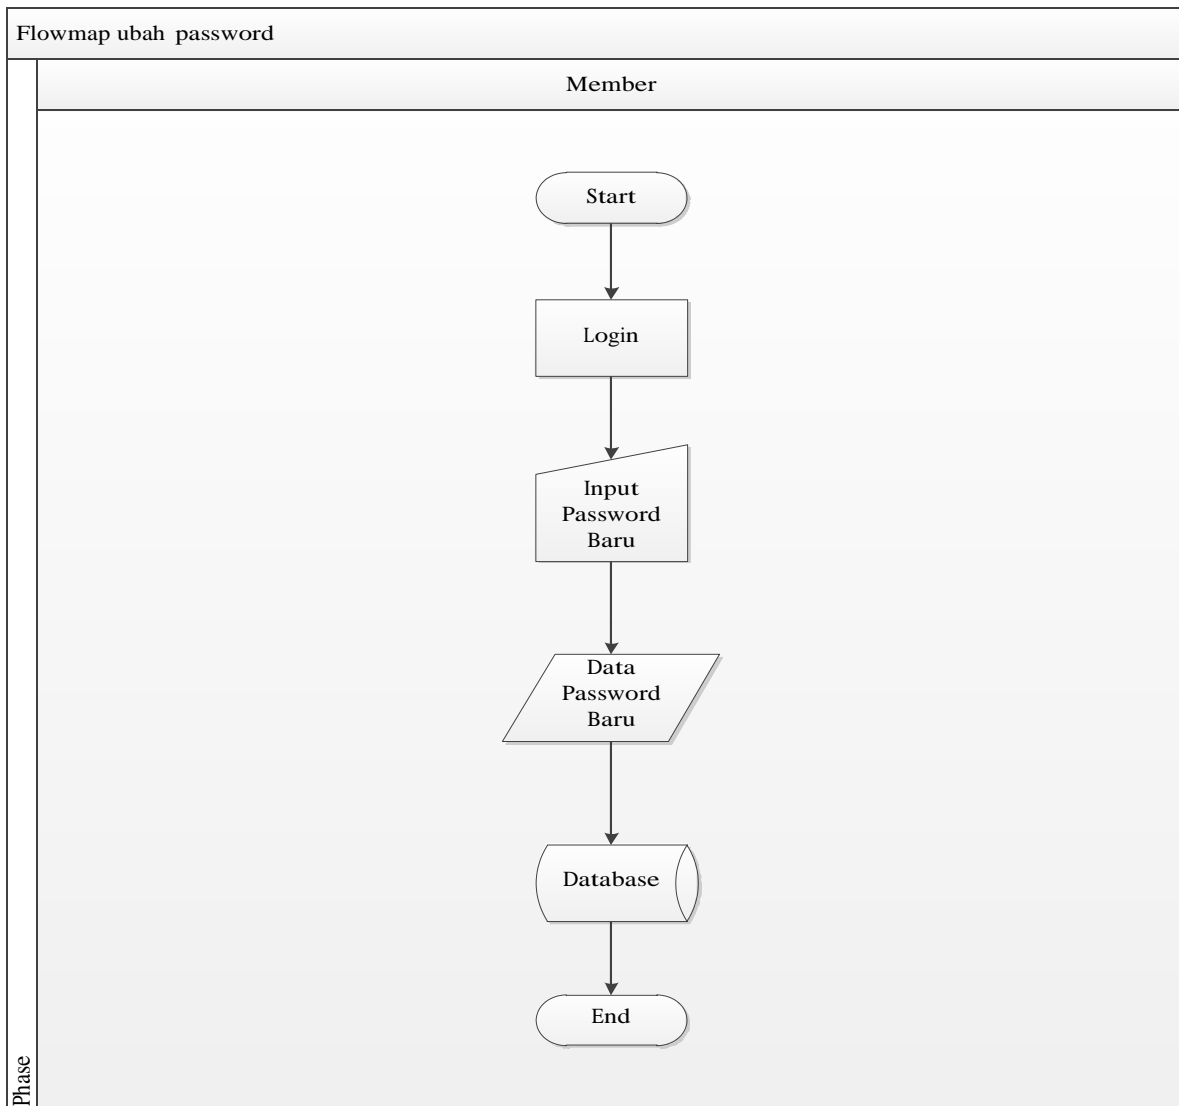 Flowmap ubah password
Member
Start
Login
Input
Password
Baru
Data
Password
Baru
Database
End
Phase